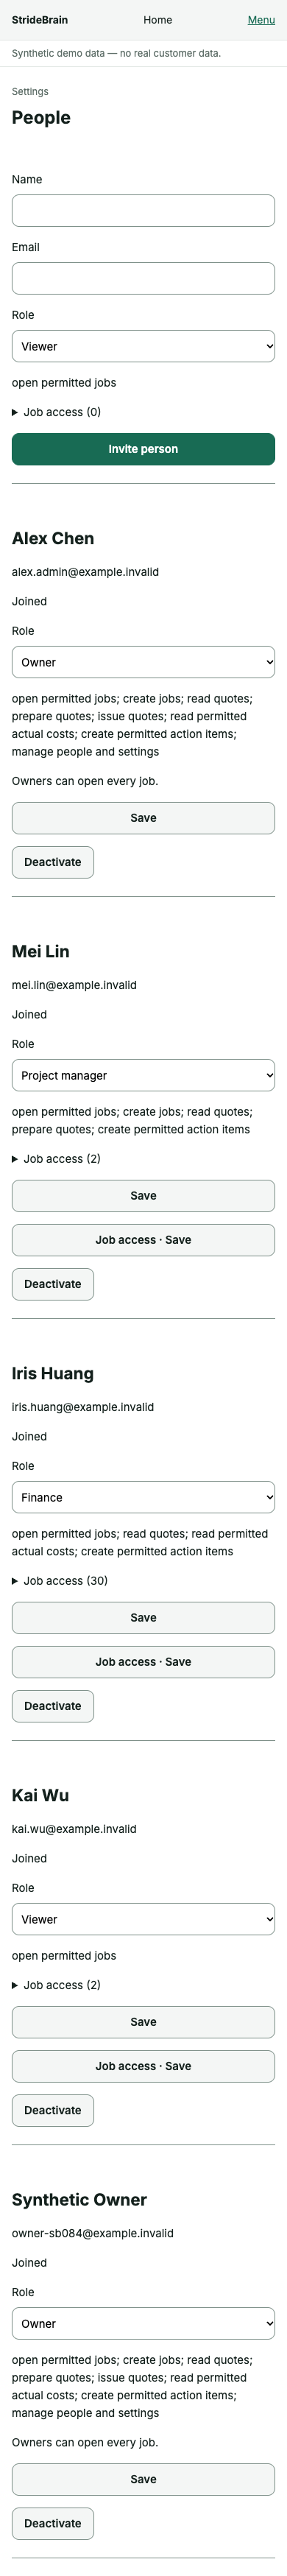 StrideBrain Home Menu
Synthetic demo data — no real customer data.
Settings
People
Name
Email
Role
Viewer
open permitted jobs
Job access (0)
Invite person
Alex Chen
alex.admin@example.invalid
Joined
Role
Owner
open permitted jobs; create jobs; read quotes;
prepare quotes; issue quotes; read permitted
actual costs; create permitted action items;
manage people and settings
Owners can open every job.
Save
Deactivate
Mei Lin
mei.lin@example.invalid
Joined
Role
Project manager
open permitted jobs; create jobs; read quotes;
prepare quotes; create permitted action items
Job access (2)
Save
Job access · Save
Deactivate
Iris Huang
iris.huang@example.invalid
Joined
Role
Finance
open permitted jobs; read quotes; read permitted
actual costs; create permitted action items
Job access (30)
Save
Job access · Save
Deactivate
Kai Wu
kai.wu@example.invalid
Joined
Role
Viewer
open permitted jobs
Job access (2)
Save
Job access · Save
Deactivate
Synthetic Owner
owner-sb084@example.invalid
Joined
Role
Owner
open permitted jobs; create jobs; read quotes;
prepare quotes; issue quotes; read permitted
actual costs; create permitted action items;
manage people and settings
Owners can open every job.
Save
Deactivate